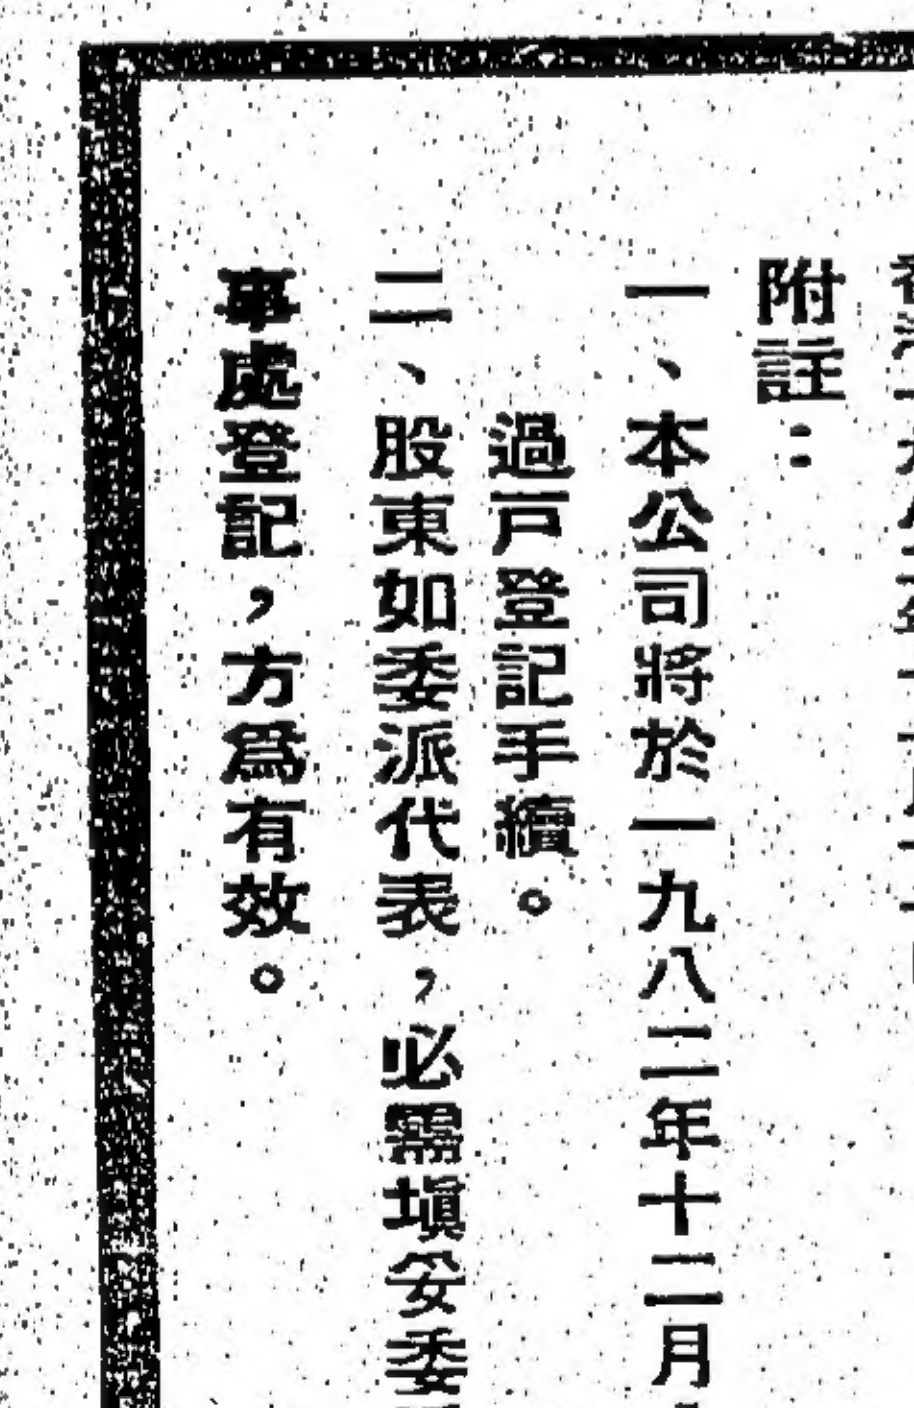 附註：
一、本公司將於一九八二年十二月
過戶登記手續。
二、股東如委派代表，必需塡妥委
事處登記，方爲有效。